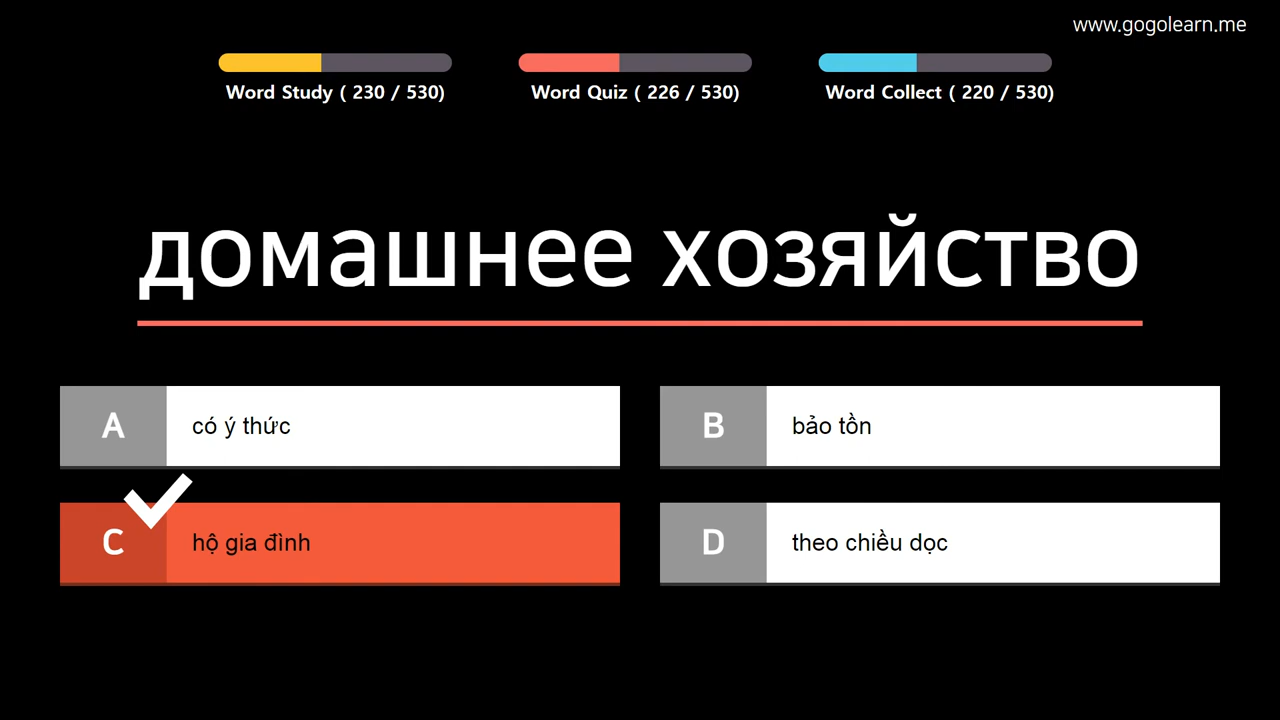 www.gogolearn.me
Word Study ( 230 / 530)
Word Quiz ( 226 / 530)
Word Collect ( 220 / 530)
домашнее хозяйство
A
có ý thức
B
bảo tồn
C
hộ gia đình
D
theo chiều dọc